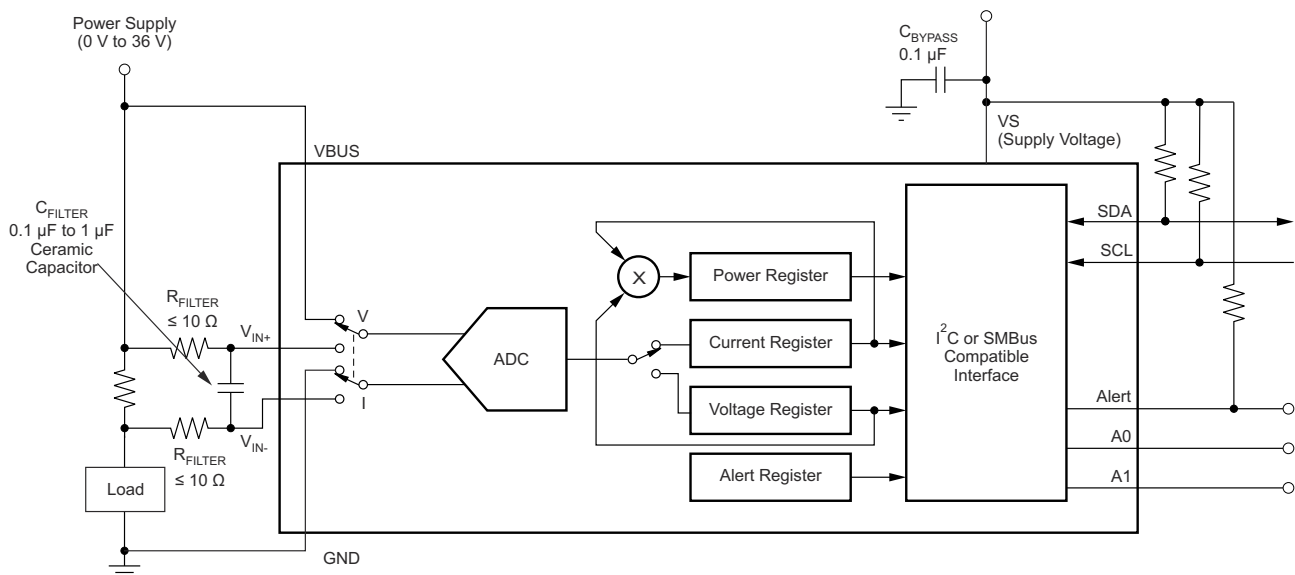 Power Supply
(0 V to 36 V)
C_BYPASS
0.1 µF
VS
(Supply Voltage)
VBUS
C_FILTER
0.1 µF to 1 µF
Ceramic
Capacitor
R_FILTER
≤ 10 Ω
V_IN+
V
ADC
I
V_IN-
R_FILTER
≤ 10 Ω
Load
GND
X
Power Register
Current Register
Voltage Register
Alert Register
I²C or SMBus
Compatible
Interface
SDA
SCL
Alert
A0
A1